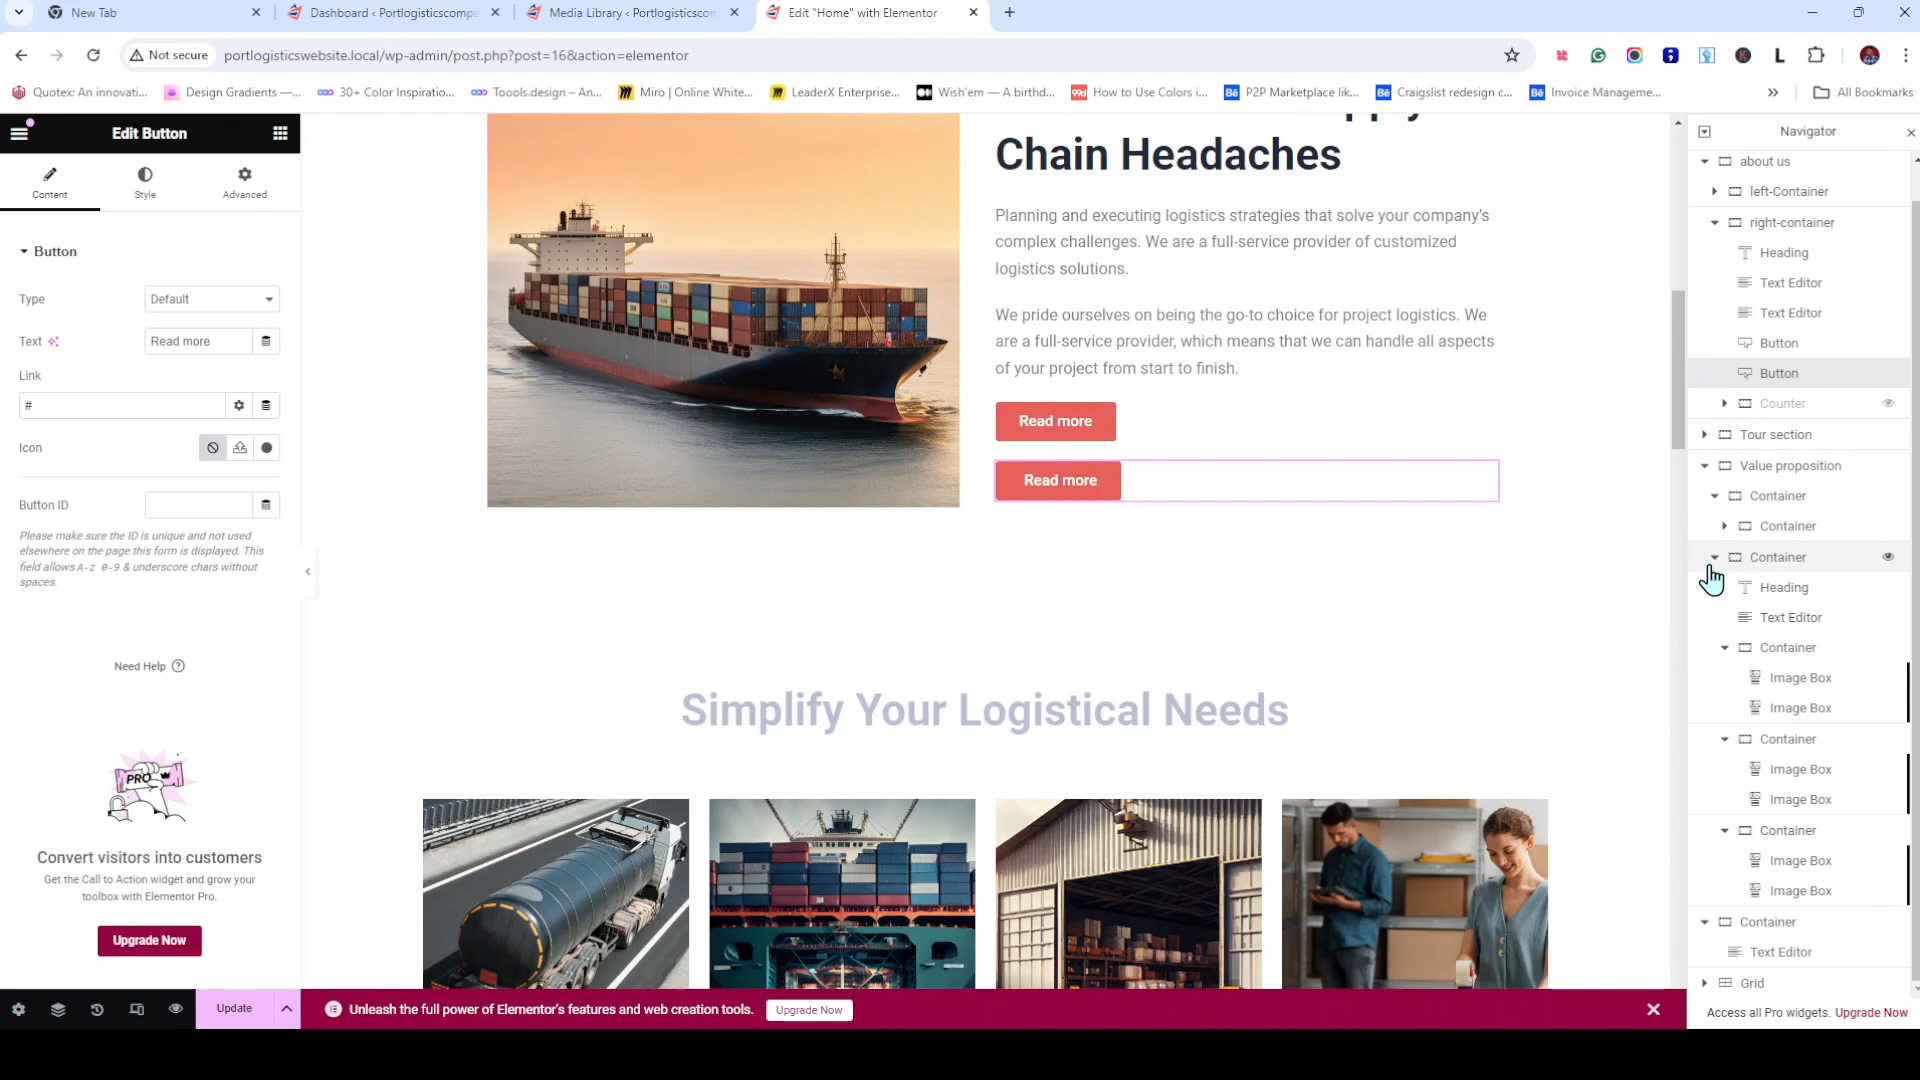 New Tab
Dashboard ‹ Portlogisticscompa
Media Library ‹ Portlogisticscom
Edit "Home" with Elementor
Not secure
portlogisticswebsite.local/wp-admin/post.php?post=16&action=elementor
Quotex: An innovati...
Design Gradients —...
30+ Color Inspiratio...
Toools.design – An...
Miro | Online White...
LeaderX Enterprise...
Wish'em — A birthd...
How to Use Colors i...
P2P Marketplace lik...
Craigslist redesign c...
Invoice Manageme...
All Bookmarks
Edit Button
Content
Style
Advanced
Button
Type
Default
Text
Read more
Link
#
Icon
Button ID
Please make sure the ID is unique and not used
elsewhere on the page this form is displayed. This
field allows A-z 0-9 & underscore chars without
spaces.
Need Help
PRO
Convert visitors into customers
Get the Call to Action widget and grow your
toolbox with Elementor Pro.
Upgrade Now
Update
Chain Headaches
Planning and executing logistics strategies that solve your company's
complex challenges. We are a full-service provider of customized
logistics solutions.
We pride ourselves on being the go-to choice for project logistics. We
are a full-service provider, which means that we can handle all aspects
of your project from start to finish.
Read more
Read more
Simplify Your Logistical Needs
Unleash the full power of Elementor's features and web creation tools.
Upgrade Now
Navigator
about us
left-Container
right-container
Heading
Text Editor
Text Editor
Button
Button
Counter
Tour section
Value proposition
Container
Container
Container
Heading
Text Editor
Container
Image Box
Image Box
Container
Image Box
Image Box
Container
Image Box
Image Box
Container
Text Editor
Grid
Access all Pro widgets. Upgrade Now